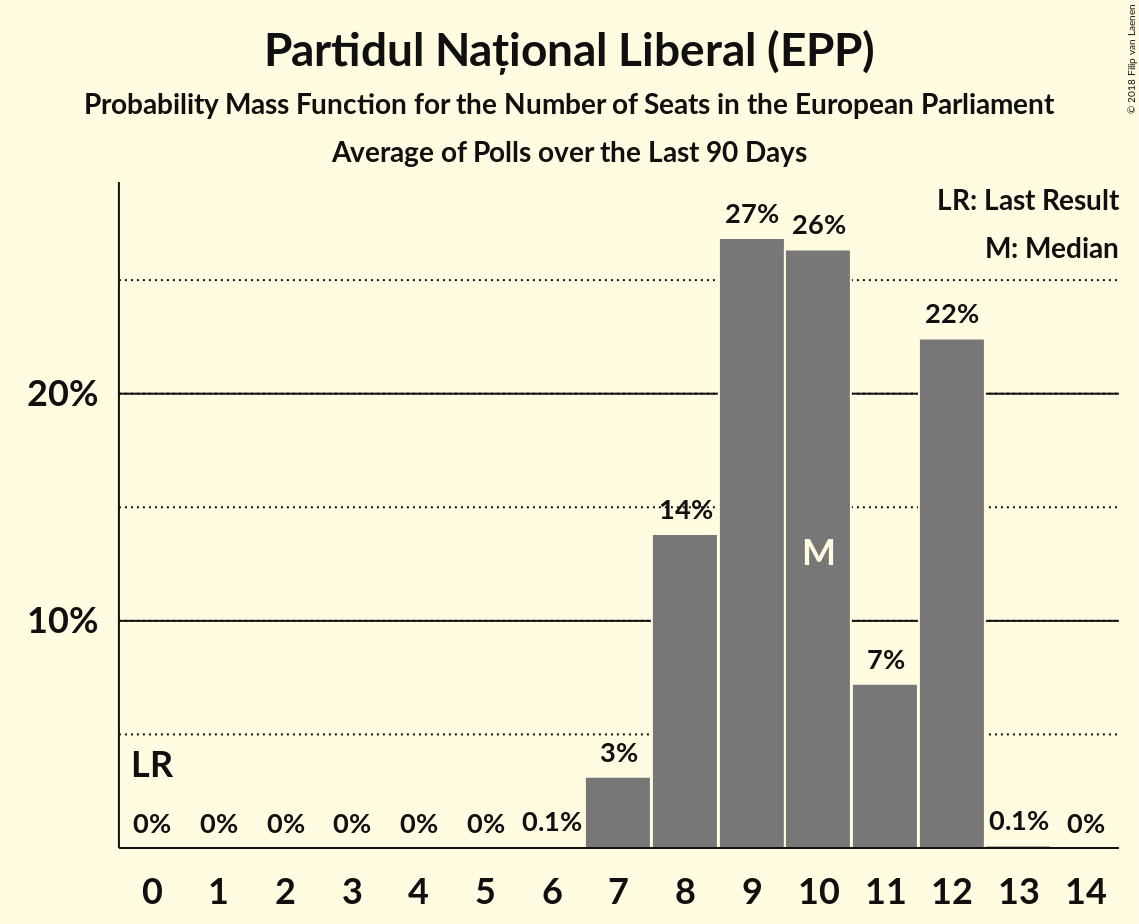 Partidul Național Liberal (EPP)
Probability Mass Function for the Number of Seats in the European Parliament
Average of Polls over the Last 90 Days
© 2018 Filip van Laenen
LR: Last Result
M: Median
27%
26%
22%
20%
14%
M
10%
7%
LR
3%
0%
0%
0%
0%
0%
0%
0.1%
0.1%
0%
0 1 2 3 4 5 6 7 8 9 10 11 12 13 14